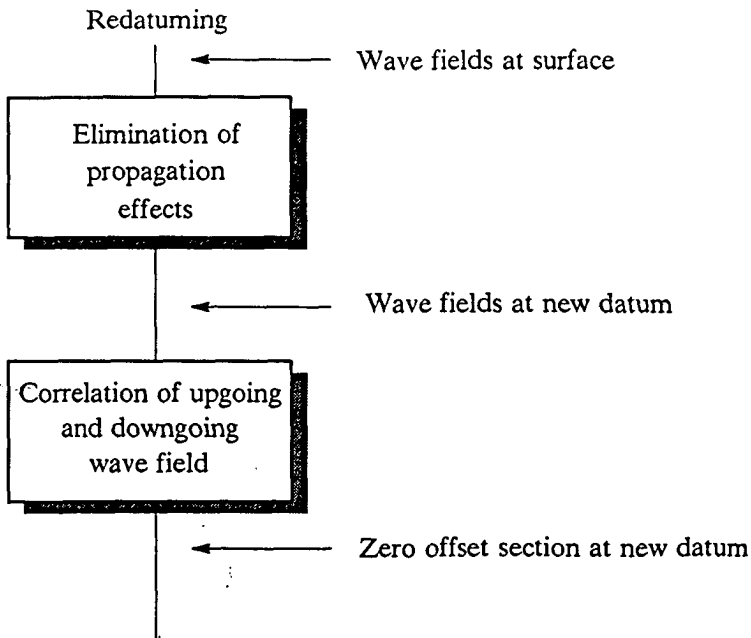 Redatuming
Wave fields at surface
Elimination of
propagation
effects
Wave fields at new datum
Correlation of upgoing
and downgoing
wave field
Zero offset section at new datum